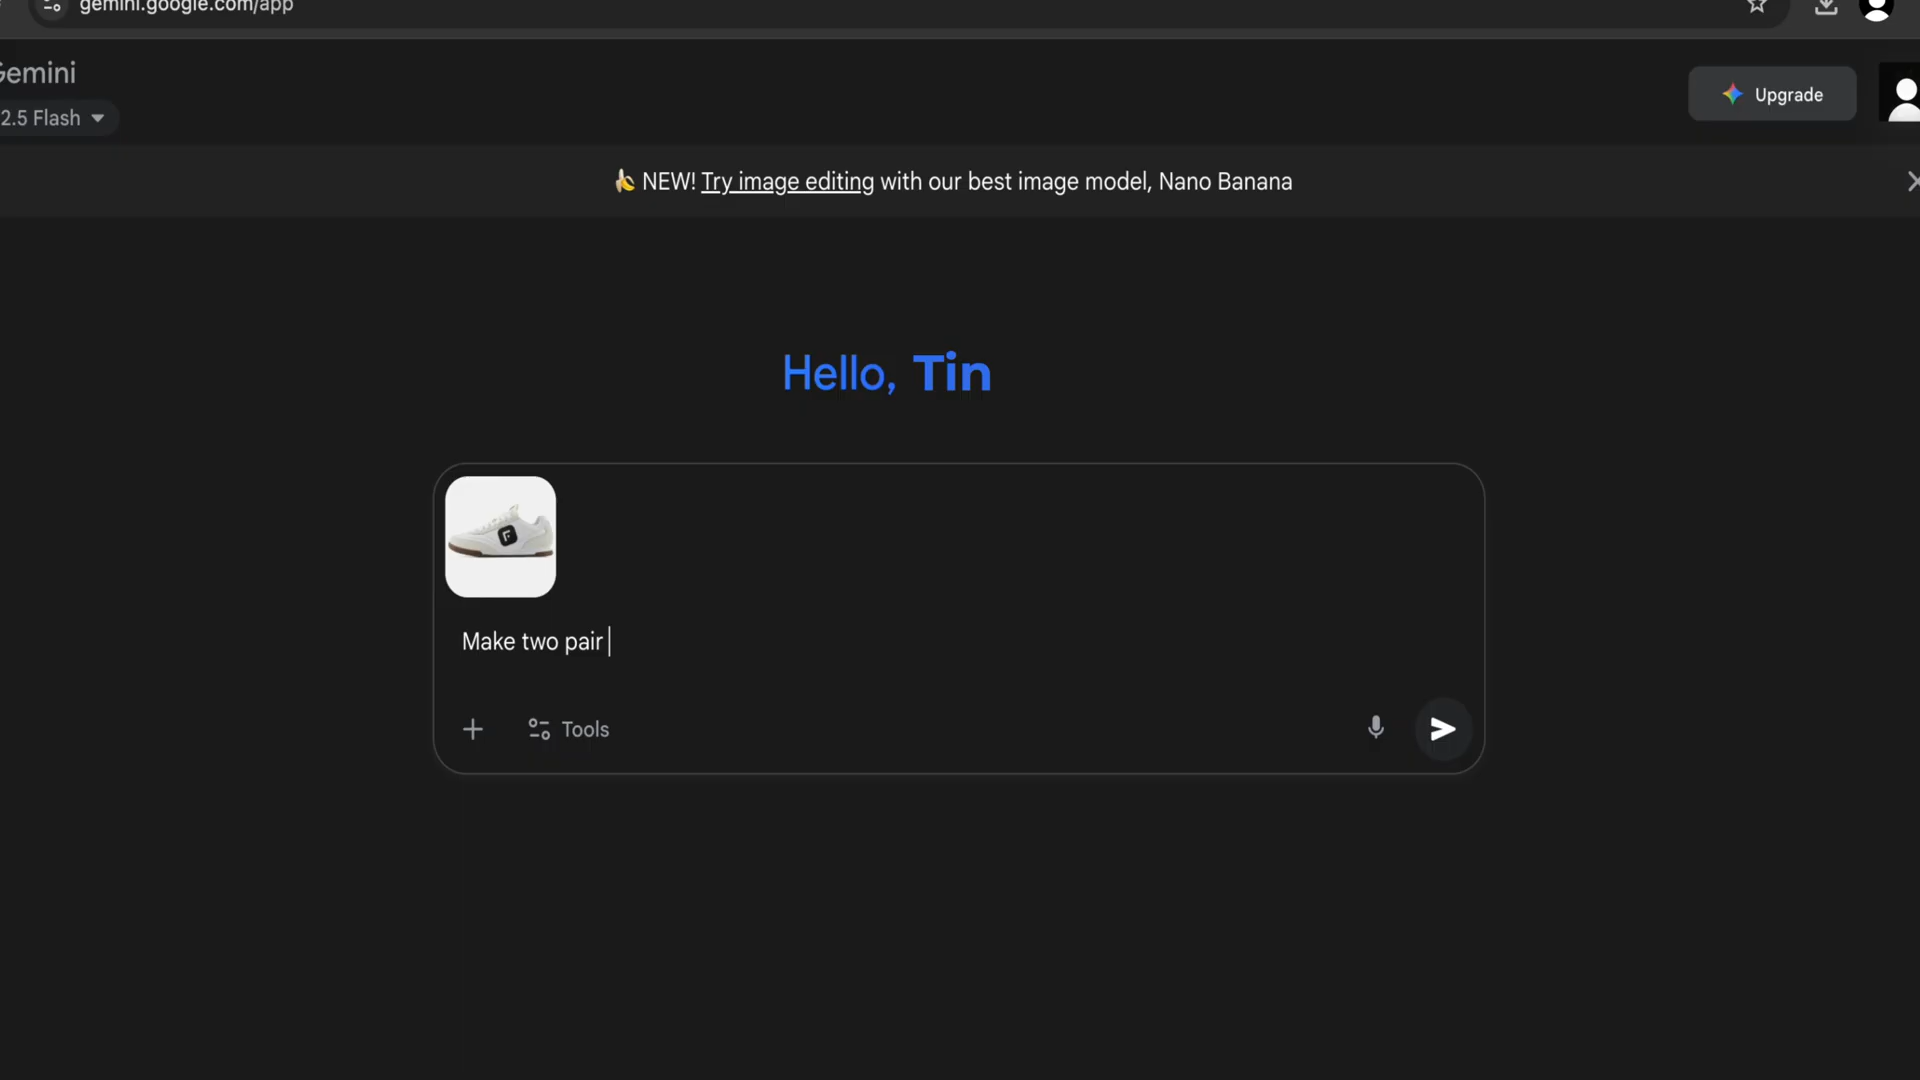 gemini.google.com/app
Gemini
2.5 Flash
Upgrade
NEW! Try image editing with our best image model, Nano Banana
Hello, Tin
F
Make two pair
Tools